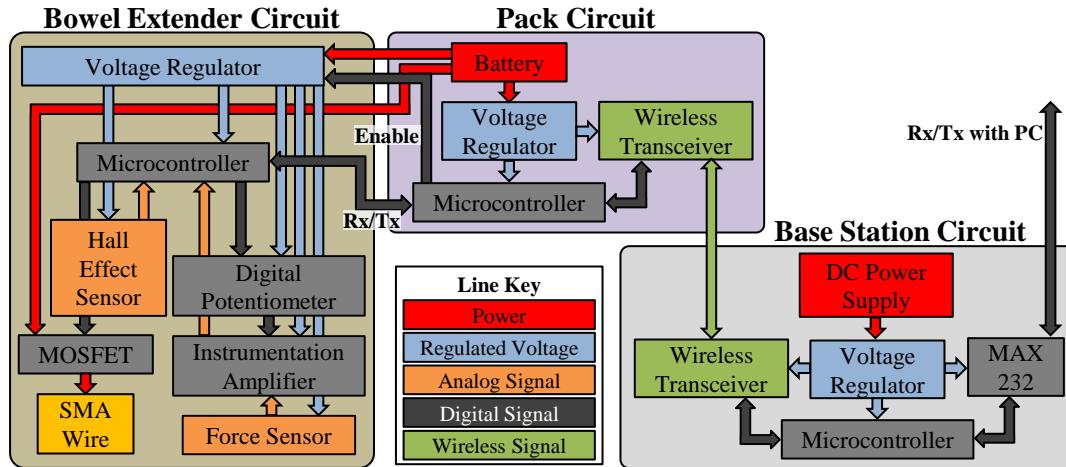 Bowel Extender Circuit
Voltage Regulator
Microcontroller
Hall
Effect
Sensor
Digital
Potentiometer
MOSFET
Instrumentation
Amplifier
SMA
Wire
Force Sensor
Pack Circuit
Battery
Voltage
Regulator
Wireless
Transceiver
Enable
Microcontroller
Rx/Tx
Line Key
Power
Regulated Voltage
Analog Signal
Digital Signal
Wireless Signal
Rx/Tx with PC
Base Station Circuit
DC Power
Supply
Wireless
Transceiver
Voltage
Regulator
MAX
232
Microcontroller